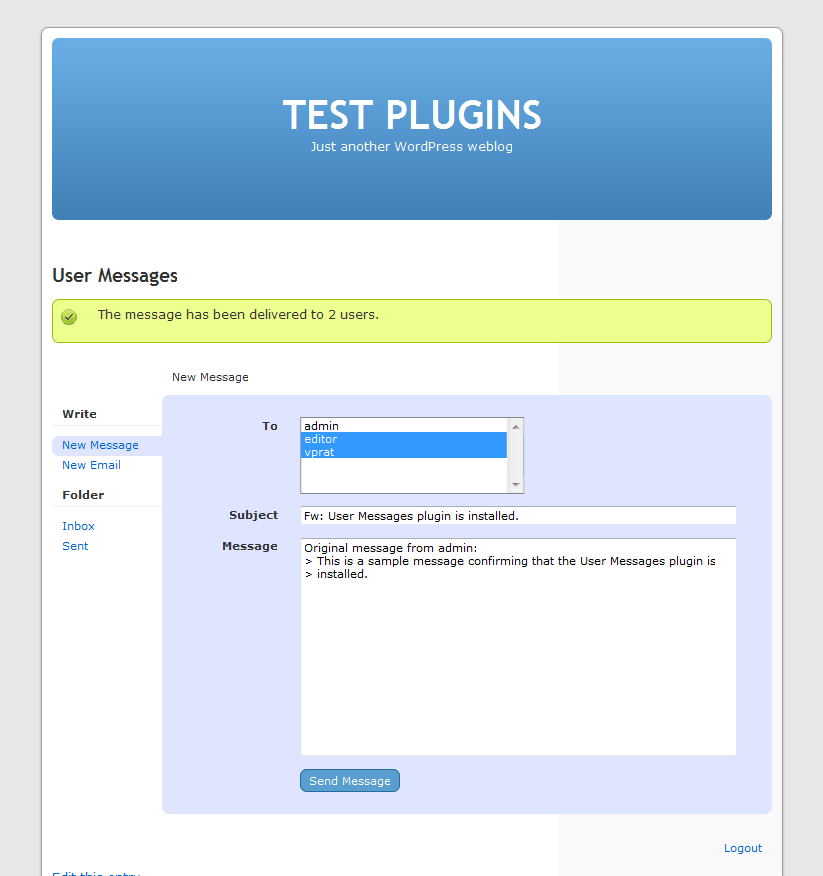 TEST PLUGINS
Just another WordPress weblog
User Messages
The message has been delivered to 2 users.
New Message
Write
New Message
New Email
Folder
Inbox
Sent
To
admin
editor
vprat
Subject
Fw: User Messages plugin is installed.
Message
Original message from admin:
> This is a sample message confirming that the User Messages plugin is
> installed.
Send Message
Logout
Edit this entry.